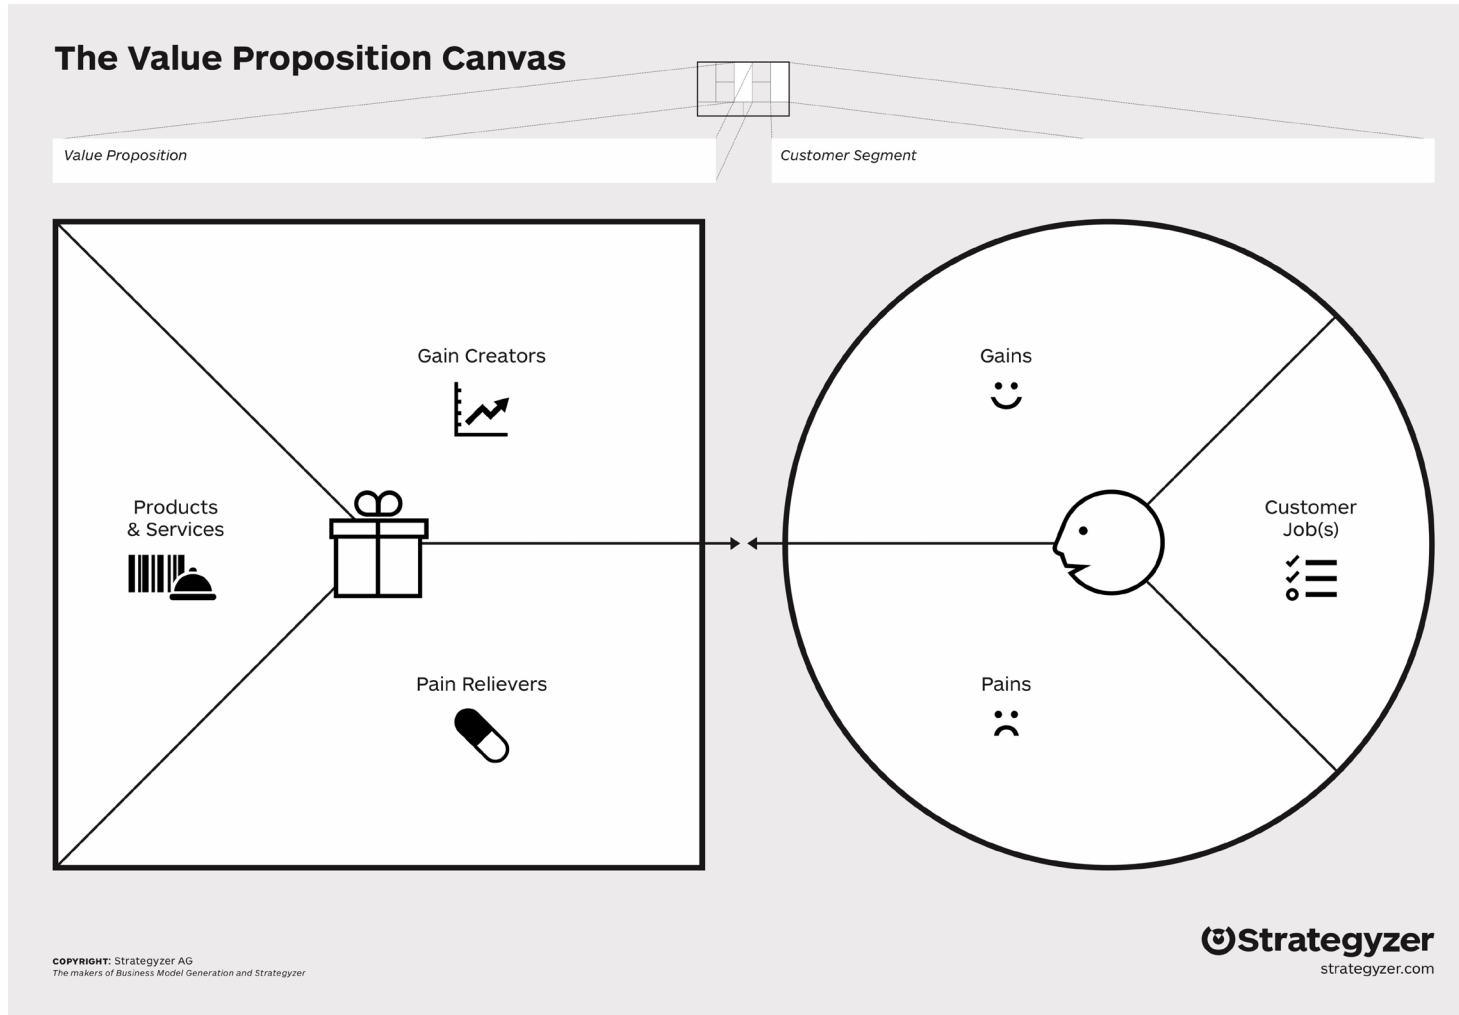 The Value Proposition Canvas
Value Proposition
Customer Segment
Gain Creators
Gains
Products
& Services
Customer
Job(s)
Pain Relievers
Pains
COPYRIGHT: Strategyzer AG
The makers of Business Model Generation and Strategyzer
Strategyzer
strategyzer.com